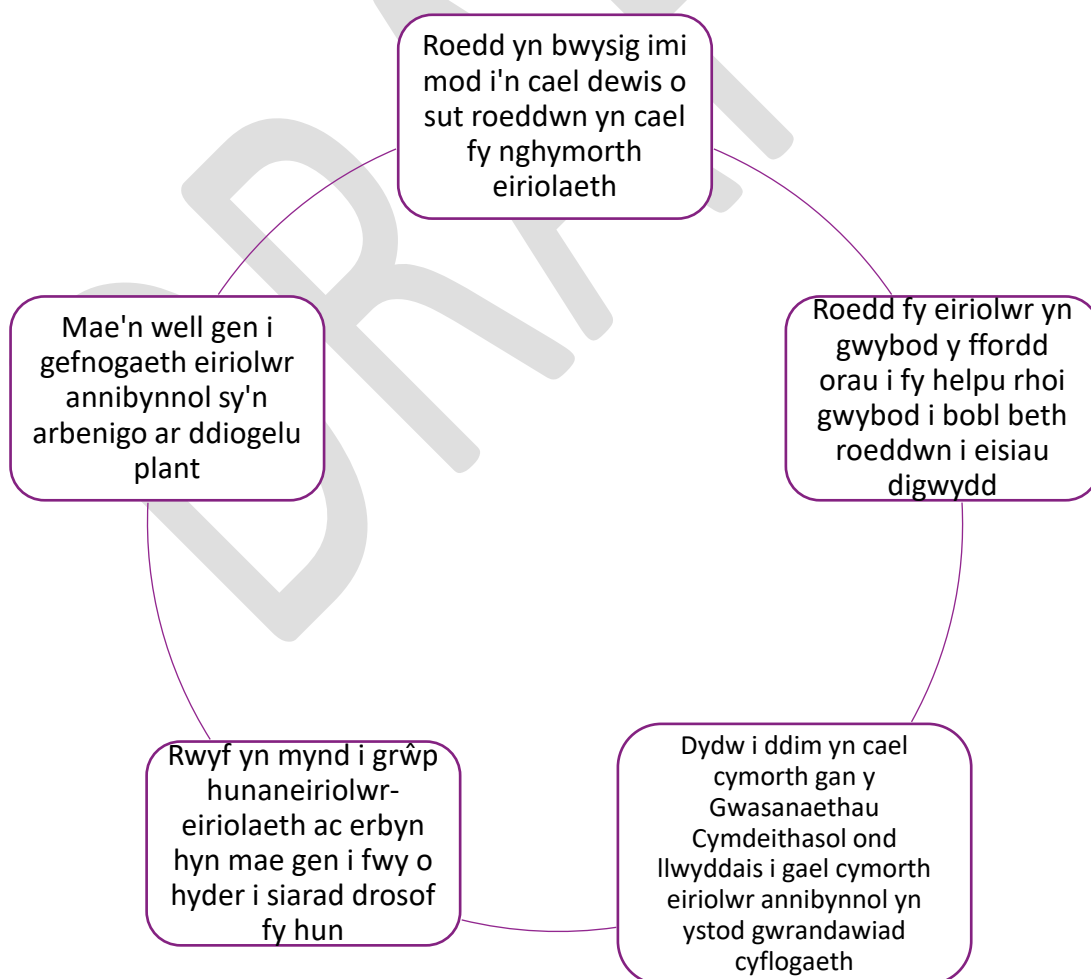 Roedd yn bwysig imi
mod i'n cael dewis o
sut roeddwn yn cael
fy nghymorth
eiriolaeth
Roedd fy eiriolwr yn
gwybod y ffordd
orau i fy helpu rhoi
gwybod i bobl beth
roeddwn i eisiau
digwydd
Dydw i ddim yn cael
cymorth gan y
Gwasanaethau
Cymdeithasol ond
llwyddais i gael cymorth
eiriolwr annibynnol yn
ystod gwrandawiad
cyflogaeth
Rwyf yn mynd i grŵp
hunaneiriolwr-
eiriolaeth ac erbyn
hyn mae gen i fwy o
hyder i siarad drosof
fy hun
Mae'n well gen i
gefnogaeth eiriolwr
annibynnol sy'n
arbenigo ar ddiogelu
plant